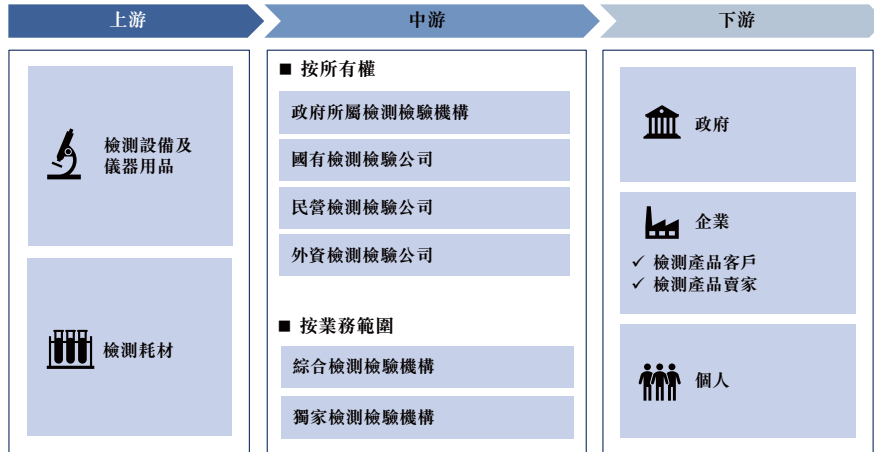 上游
中游
下游
檢測設備及
儀器用品
檢測耗材
■ 按所有權
政府所屬檢測檢驗機構
國有檢測檢驗公司
民營檢測檢驗公司
外資檢測檢驗公司
■ 按業務範圍
綜合檢測檢驗機構
獨家檢測檢驗機構
政府
企業
✓ 檢測產品客戶
✓ 檢測產品賣家
個人